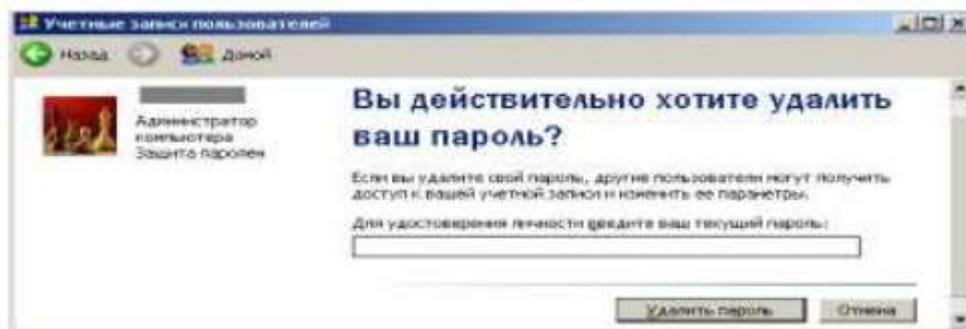 Учетные записи пользователей
Назад Домой
Администратор
компьютера
Защита паролем
Вы действительно хотите удалить
ваш пароль?
Если вы удалите свой пароль, другие пользователи могут получить
доступ к вашей учетной записи и изменить ее параметры.
Для удостоверения личности введите ваш текущий пароль:
Удалить пароль Отмена